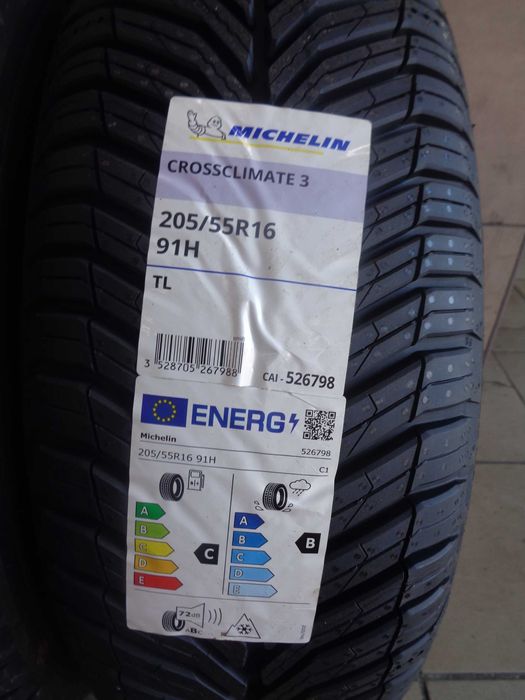 MICHELIN
CROSSCLIMATE 3
205/55R16
91H
TL
3 528705 267988
CAI - 526798
ENERG
Michelin
526798
205/55R16 91H
C1
A
B
C
D
E
C
A
B
C
D
E
B
72dB
ABC